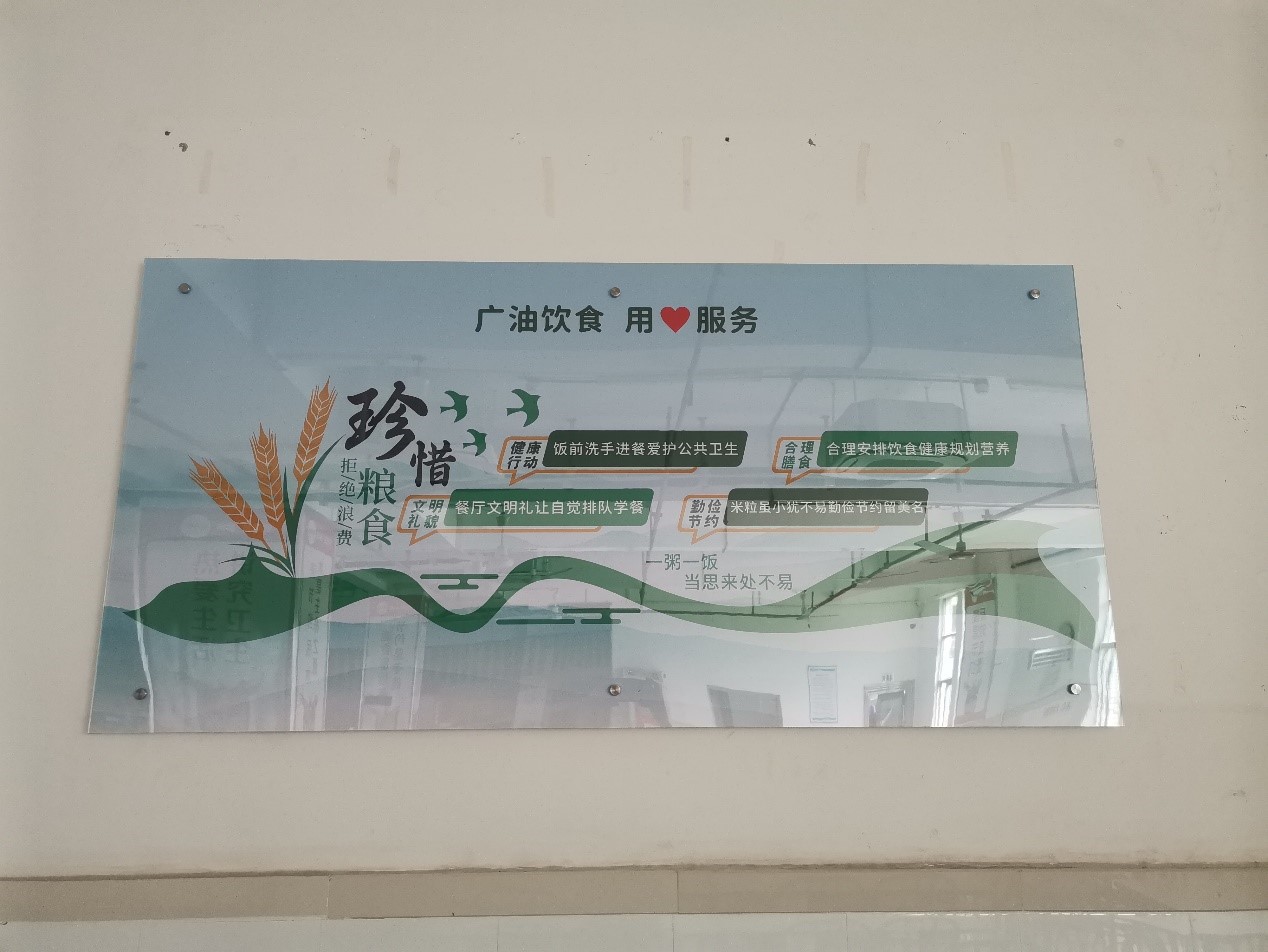 广油饮食 用❤服务
珍惜
粮食
拒绝浪费
健康
行动
饭前洗手进餐爱护公共卫生
合理
膳食
合理安排饮食健康规划营养
文明
礼貌
餐厅文明礼让自觉排队学餐
勤俭
节约
米粒虽小犹不易勤俭节约留美名
一粥一饭
当思来处不易